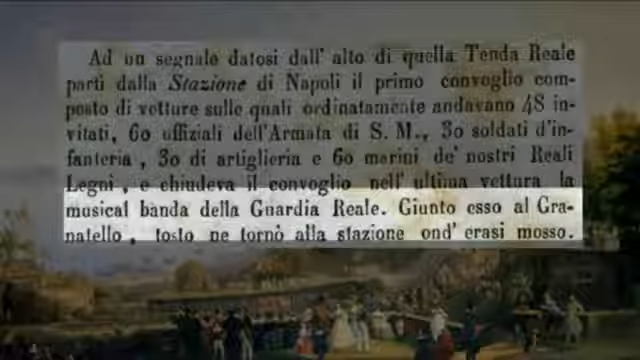 Ad un segnale datosi dall' alto di quella Tenda Reale
partì dalla Stazione di Napoli il primo convoglio com-
posto di vetture sulle quali ordinatamente andavano 48 in-
vitati, 60 uffiziali dell'Armata di S. M., 30 soldati d'in-
fanteria, 30 di artiglieria e 60 marini de' nostri Reali
Legni, e chiudeva il convoglio nell' ultima vettura la
musical banda della Guardia Reale. Giunto esso al Gra-
natello, tosto ne tornò alla stazione ond' erasi mosso.